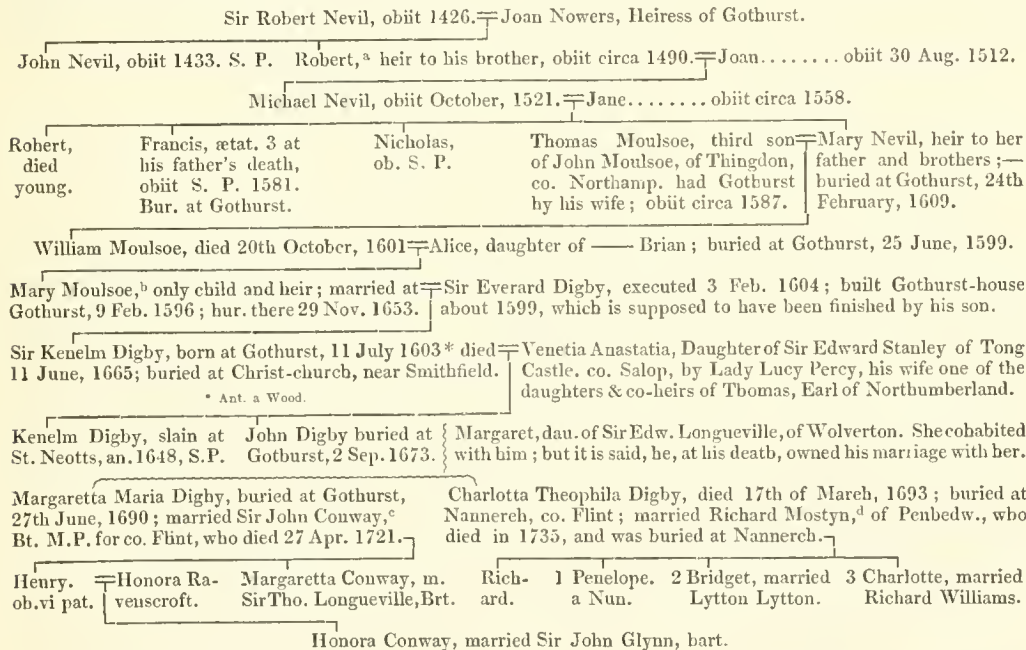 Sir Robert Nevil, obiit 1426.=Joan Nowers, Heiress of Gothurst.
John Nevil, obiit 1433. S. P. Robert,ᵃ heir to his brother, obiit circa 1490.=Joan........ obiit 30 Aug. 1512.
Michael Nevil, obiit October, 1521.=Jane........ obiit circa 1558.
Robert, died young.
Francis, ætat. 3 at
his father's death,
obiit S. P. 1581.
Bur. at Gothurst.
Nicholas,
ob. S. P.
Thomas Moulsoe, third son
of John Moulsoe, of Thingdon,
co. Northamp. had Gothurst
by his wife; obiit circa 1587.
=Mary Nevil, heir to her
father and brothers;—
buried at Gothurst, 24th
February, 1609.
William Moulsoe, died 20th October, 1601=Alice, daughter of —— Brian; buried at Gothurst, 25 June, 1599.
Mary Moulsoe,ᵇ only child and heir; married at
Gothurst, 9 Feb. 1596; bur. there 29 Nov. 1653.
=Sir Everard Digby, executed 3 Feb. 1604; built Gothurst-house
about 1599, which is supposed to have been finished by his son.
Sir Kenelm Digby, born at Gothurst, 11 July 1603* died
11 June, 1665; buried at Christ-church, near Smithfield.
* Ant. a Wood.
=Venetia Anastatia, Daughter of Sir Edward Stanley of Tong
Castle. co. Salop, by Lady Lucy Percy, his wife one of the
daughters & co-heirs of Thomas, Earl of Northumberland.
Kenelm Digby, slain at
St. Neotts, an. 1648, S.P.
John Digby buried at
Gothurst, 2 Sep. 1673.
{ Margaret, dau. of Sir Edw. Longueville, of Wolverton. She cohabited
with him; but it is said, he, at his death, owned his marriage with her.
Margaretta Maria Digby, buried at Gothurst,
27th June, 1690; married Sir John Conway,ᶜ
Bt. M.P. for co. Flint, who died 27 Apr. 1721.
Charlotta Theophila Digby, died 17th of March, 1693; buried at
Nannerch, co. Flint; married Richard Mostyn,ᵈ of Penbedw., who
died in 1735, and was buried at Nannerch.
Henry.
ob. vi pat.
=Honora Ra-
venscroft.
Margaretta Conway, m.
Sir Tho. Longueville, Brt.
Rich-
ard.
1 Penelope.
a Nun.
2 Bridget, married
Lytton Lytton.
3 Charlotte, married
Richard Williams.
Honora Conway, married Sir John Glynn, bart.